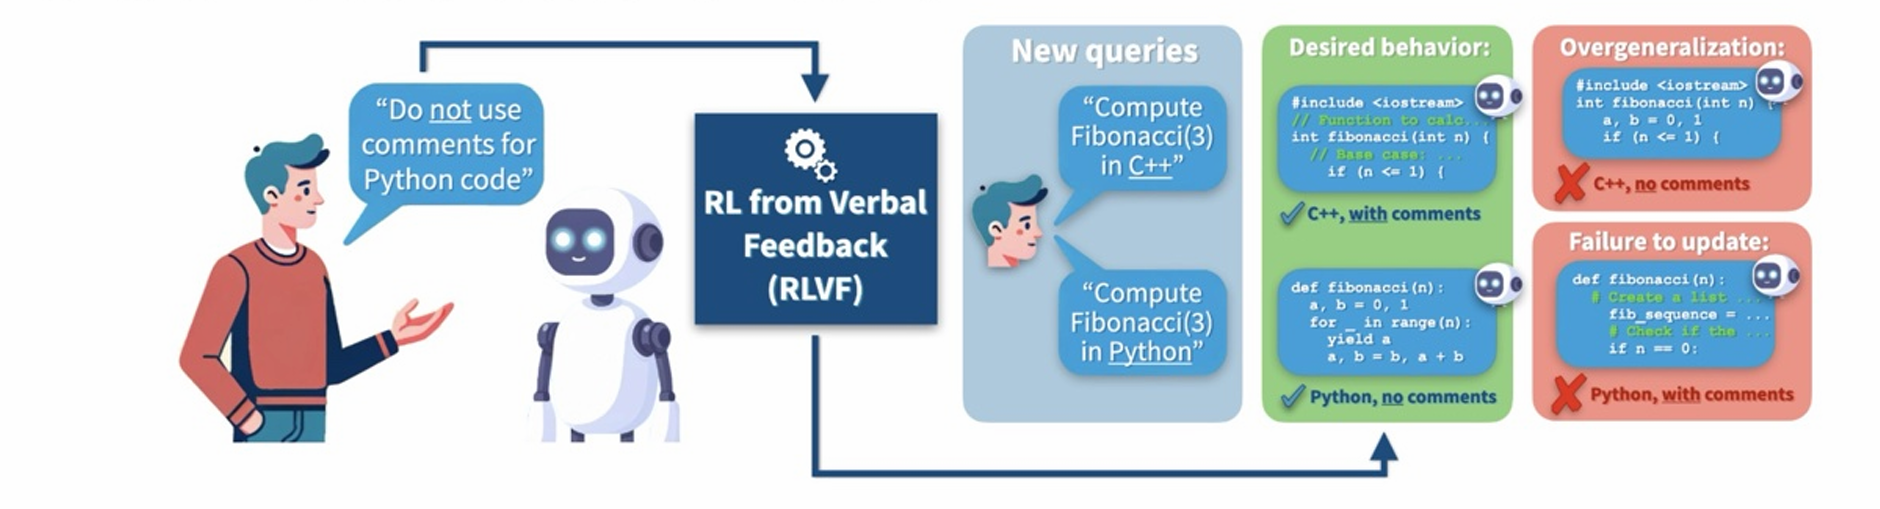 “Do not use
comments for
Python code”
RL from Verbal
Feedback
(RLVF)
New queries
“Compute
Fibonacci(3)
in C++”
“Compute
Fibonacci(3)
in Python”
Desired behavior:
#include <iostream>
// Function to calc...
int fibonacci(int n) {
// Base case: ...
if (n <= 1) {
C++, with comments
def fibonacci(n):
a, b = 0, 1
for _ in range(n):
yield a
a, b = b, a + b
Python, no comments
Overgeneralization:
#include <iostream>
int fibonacci(int n) {
a, b = 0, 1
if (n <= 1) {
C++, no comments
Failure to update:
def fibonacci(n):
# Create a list ...
fib_sequence = ...
# Check if the ...
if n == 0:
Python, with comments